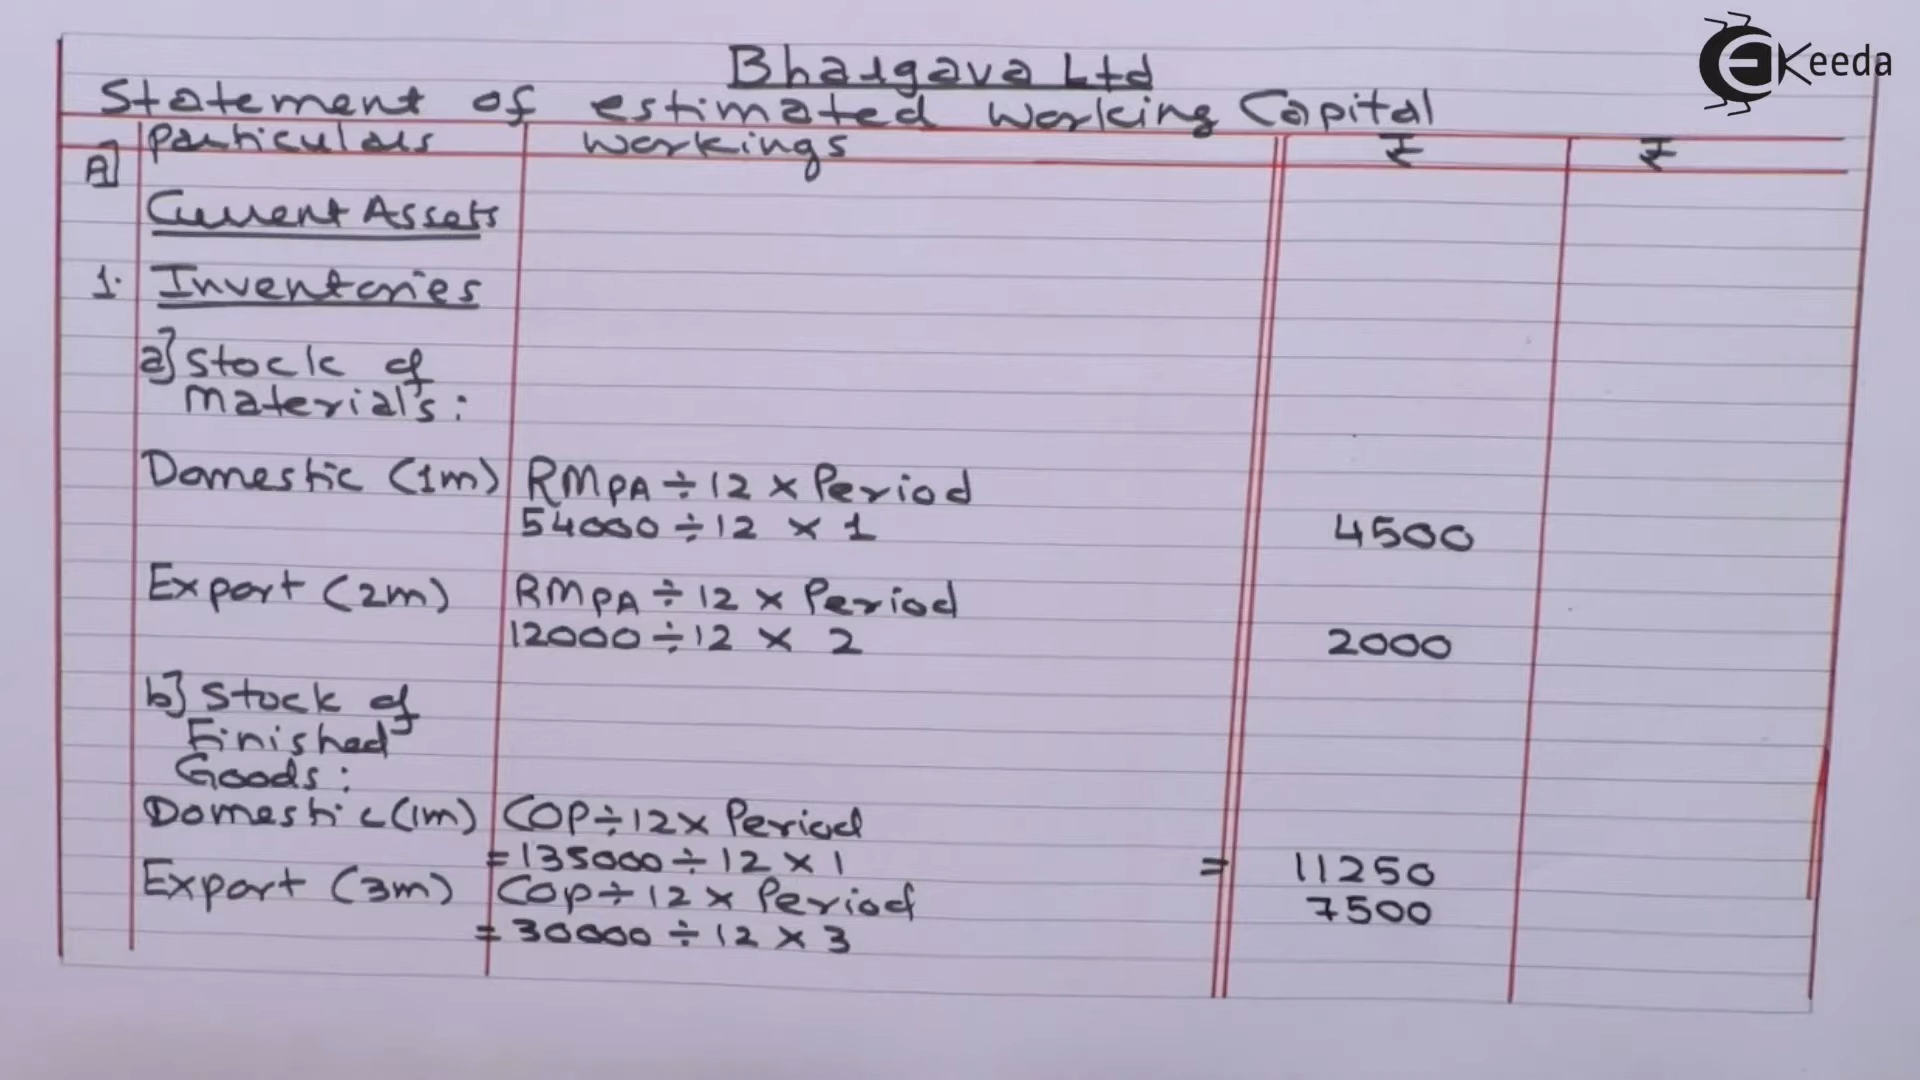 Bhargava Ltd
Statement of estimated Working Capital
Particulars Workings ₹ ₹
A]
Current Assets
1. Inventories
a] Stock of
Materials:
Domestic (1m) RMPA ÷ 12 × Period
54000 ÷ 12 × 1 4500
Export (2m) RMPA ÷ 12 × Period
12000 ÷ 12 × 2 2000
b] Stock of
Finished
Goods:
Domestic (1m) COP ÷ 12 × Period
= 135000 ÷ 12 × 1 = 11250
Export (3m) COP ÷ 12 × Period 7500
= 30000 ÷ 12 × 3
EKeeda